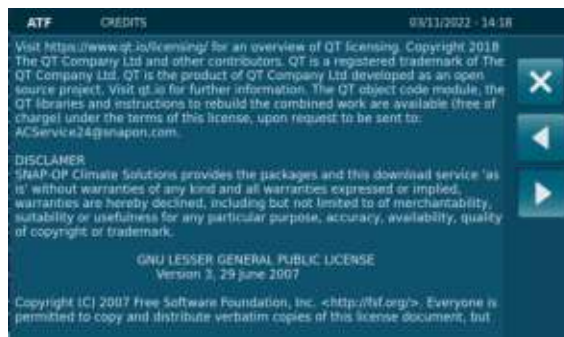 ATF CREDITS 03/11/2022 - 14:18
Visit https://www.qt.io/licensing/ for an overview of QT licensing. Copyright 2018
The QT Company Ltd and other contributors. QT is a registered trademark of The
QT Company Ltd. QT is the product of QT Company Ltd developed as an open
source project. Visit qt.io for further information. The QT object code module, the
QT libraries and instructions to rebuild the combined work are available (free of
charge) under the terms of this license, upon request to be sent to:
ACService24@snapon.com.
DISCLAMER
SNAP-OP Climate Solutions provides the packages and this download service 'as
is' without warranties of any kind and all warranties expressed or implied,
warranties are hereby declined, including but not limited to of merchantability,
suitability or usefulness for any particular purpose, accuracy, availability, quality
of copyright or trademark.
GNU LESSER GENERAL PUBLIC LICENSE
Version 3, 29 June 2007
Copyright (C) 2007 Free Software Foundation, Inc. <http://fsf.org/>. Everyone is
permitted to copy and distribute verbatim copies of this license document, but